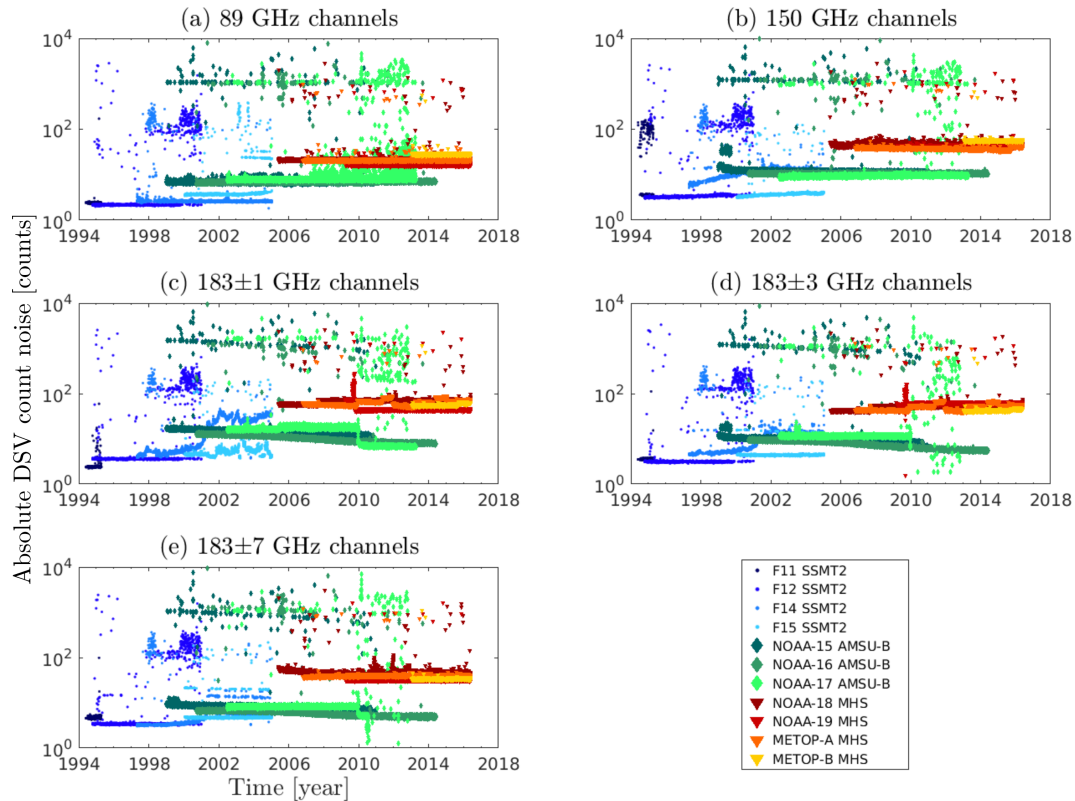 (a) 89 GHz channels
(b) 150 GHz channels
10^4
10^2
10^0
1994 1998 2002 2006 2010 2014 2018
10^4
10^2
10^0
1994 1998 2002 2006 2010 2014 2018
(c) 183±1 GHz channels
(d) 183±3 GHz channels
10^4
10^2
10^0
1994 1998 2002 2006 2010 2014 2018
10^4
10^2
10^0
1994 1998 2002 2006 2010 2014 2018
Absolute DSV count noise [counts]
(e) 183±7 GHz channels
10^4
10^2
10^0
1994 1998 2002 2006 2010 2014 2018
Time [year]
F11 SSMT2
F12 SSMT2
F14 SSMT2
F15 SSMT2
NOAA-15 AMSU-B
NOAA-16 AMSU-B
NOAA-17 AMSU-B
NOAA-18 MHS
NOAA-19 MHS
METOP-A MHS
METOP-B MHS